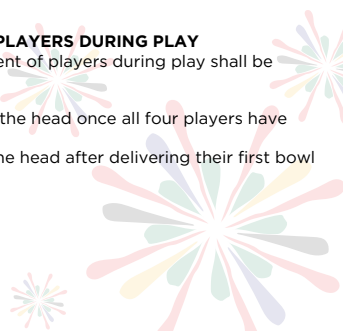 PLAYERS DURING PLAY
ent of players during play shall be
the head once all four players have
ne head after delivering their first bowl